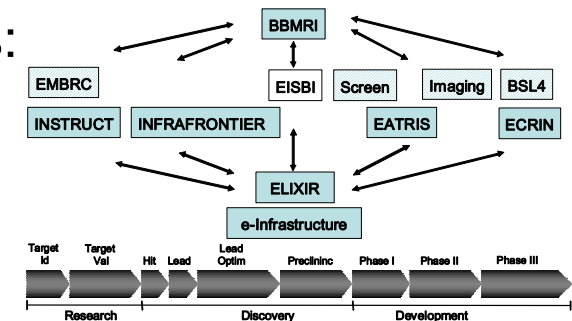 :
BBMRI
EMBRC
EISBI
Screen
Imaging
BSL4
INSTRUCT
INFRAFRONTIER
EATRIS
ECRIN
ELIXIR
e-Infrastructure
Target Id
Target Val
Hit
Lead
Lead Optim
Preclininc
Phase I
Phase II
Phase III
Research
Discovery
Development